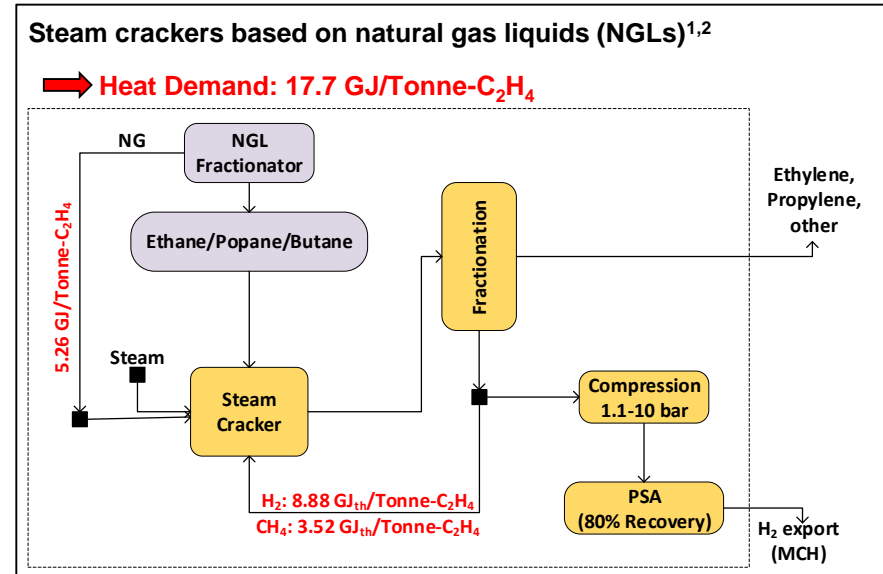 Steam crackers based on natural gas liquids (NGLs)1,2
Heat Demand: 17.7 GJ/Tonne-C2H4
NG
NGL
Fractionator
Ethane/Popane/Butane
5.26 GJ/Tonne-C2H4
Steam
Steam
Cracker
Fractionation
Ethylene,
Propylene,
other
Compression
1.1-10 bar
H2: 8.88 GJth/Tonne-C2H4
CH4: 3.52 GJth/Tonne-C2H4
PSA
(80% Recovery)
H2 export
(MCH)